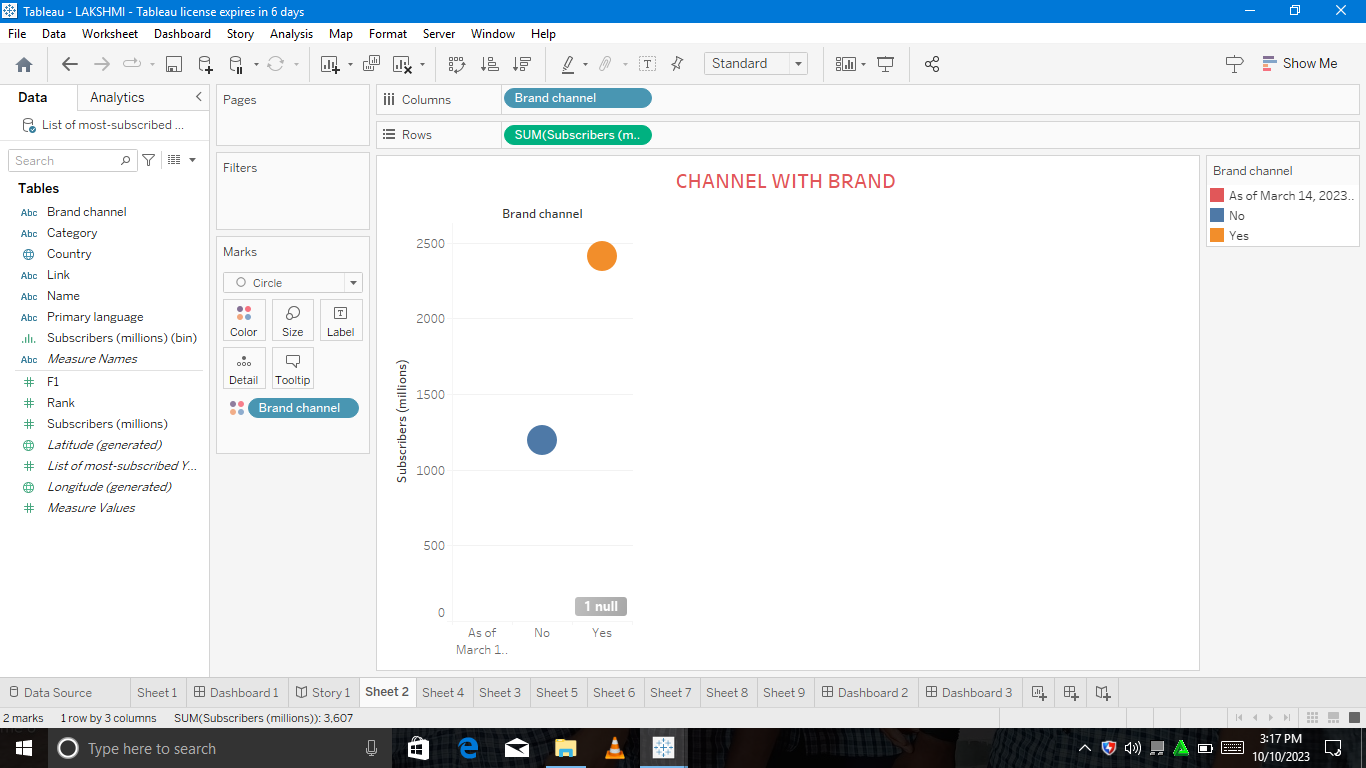 Tableau - LAKSHMI - Tableau license expires in 6 days
File Data Worksheet Dashboard Story Analysis Map Format Server Window Help
Standard
Show Me
Data Analytics
List of most-subscribed ...
Search
Tables
Abc Brand channel
Abc Category
Country
Abc Link
Abc Name
Abc Primary language
Subscribers (millions) (bin)
Abc Measure Names
F1
Rank
Subscribers (millions)
Latitude (generated)
List of most-subscribed Y...
Longitude (generated)
Measure Values
Pages
Filters
Marks
Circle
Color Size Label
Detail Tooltip
Brand channel
Columns Brand channel
Rows SUM(Subscribers (m..
CHANNEL WITH BRAND
Brand channel
Subscribers (millions)
2500
2000
1500
1000
500
0
1 null
As of No Yes
March 1..
Brand channel
As of March 14, 2023..
No
Yes
Data Source Sheet 1 Dashboard 1 Story 1 Sheet 2 Sheet 4 Sheet 3 Sheet 5 Sheet 6 Sheet 7 Sheet 8 Sheet 9 Dashboard 2 Dashboard 3
2 marks 1 row by 3 columns SUM(Subscribers (millions)): 3,607
Type here to search
3:17 PM
10/10/2023